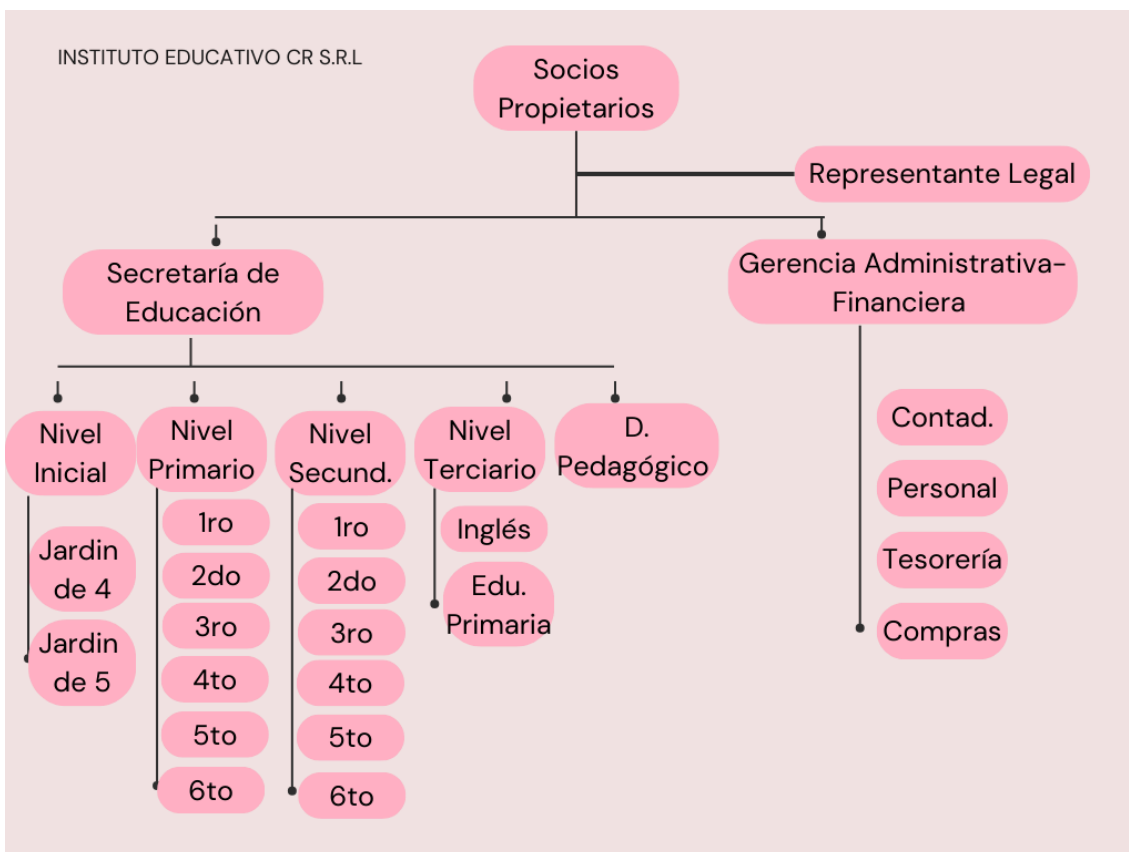 INSTITUTO EDUCATIVO CR S.R.L
Socios
Propietarios
Representante Legal
Secretaría de
Educación
Gerencia Administrativa-
Financiera
Nivel
Inicial
Jardin
de 4
Jardin
de 5
Nivel
Primario
1ro
2do
3ro
4to
5to
6to
Nivel
Secund.
1ro
2do
3ro
4to
5to
6to
Nivel
Terciario
Inglés
Edu.
Primaria
D.
Pedagógico
Contad.
Personal
Tesorería
Compras